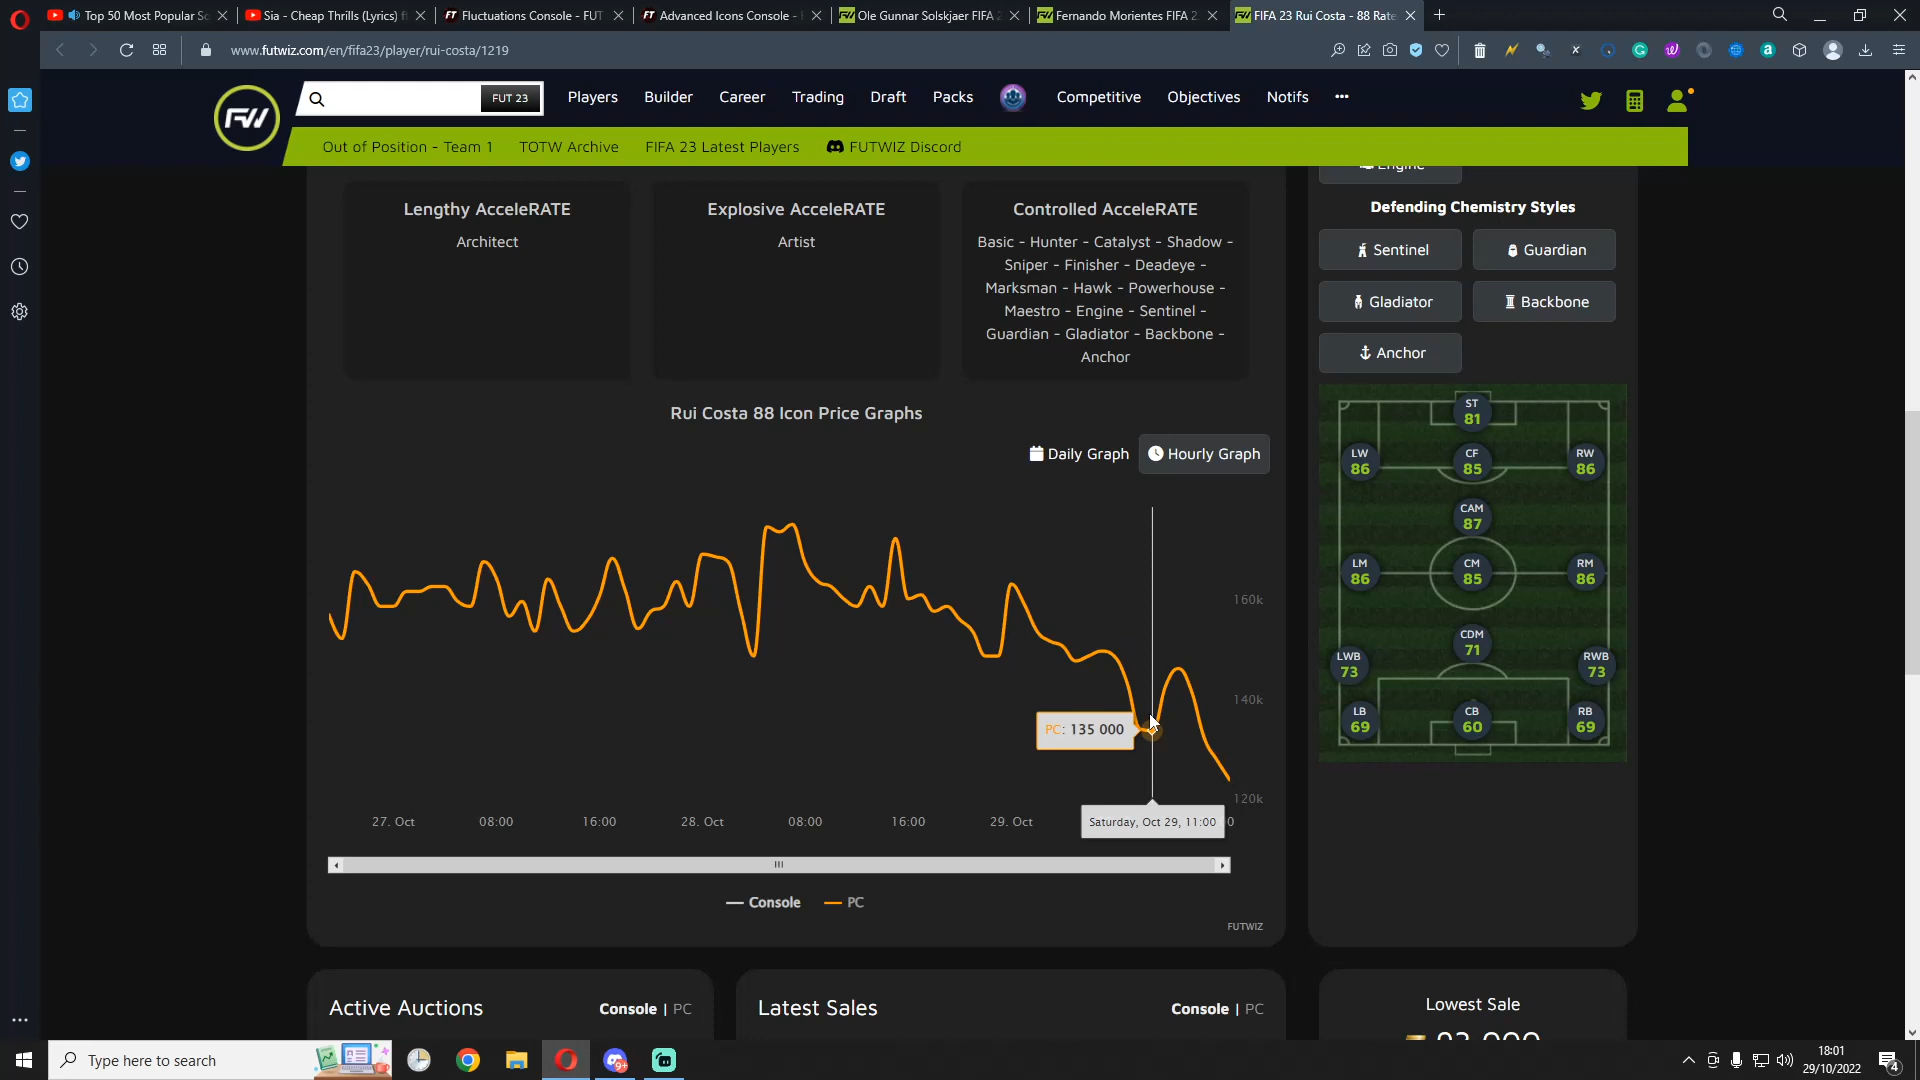 Top 50 Most Popular Sc
Sia - Cheap Thrills (Lyrics) f
FT Fluctuations Console - FUT
FT Advanced Icons Console -
Ole Gunnar Solskjaer FIFA 2
Fernando Morientes FIFA 2
FIFA 23 Rui Costa - 88 Rate
www.futwiz.com/en/fifa23/player/rui-costa/1219
FW
FUT 23
Players
Builder
Career
Trading
Draft
Packs
Competitive
Objectives
Notifs
Out of Position - Team 1
TOTW Archive
FIFA 23 Latest Players
FUTWIZ Discord
Engine
Lengthy AcceleRATE
Architect
Explosive AcceleRATE
Artist
Controlled AcceleRATE
Basic - Hunter - Catalyst - Shadow -
Sniper - Finisher - Deadeye -
Marksman - Hawk - Powerhouse -
Maestro - Engine - Sentinel -
Guardian - Gladiator - Backbone -
Anchor
Defending Chemistry Styles
Sentinel
Guardian
Gladiator
Backbone
Anchor
Rui Costa 88 Icon Price Graphs
Daily Graph
Hourly Graph
160k
140k
120k
PC: 135 000
27. Oct
08:00
16:00
28. Oct
08:00
16:00
29. Oct
Saturday, Oct 29, 11:00
0
Console
PC
FUTWIZ
ST
81
LW
86
CF
85
RW
86
CAM
87
LM
86
CM
85
RM
86
CDM
71
LWB
73
RWB
73
LB
69
CB
60
RB
69
Active Auctions
Console | PC
Latest Sales
Console | PC
Lowest Sale
Type here to search
9+
18:01
29/10/2022
4